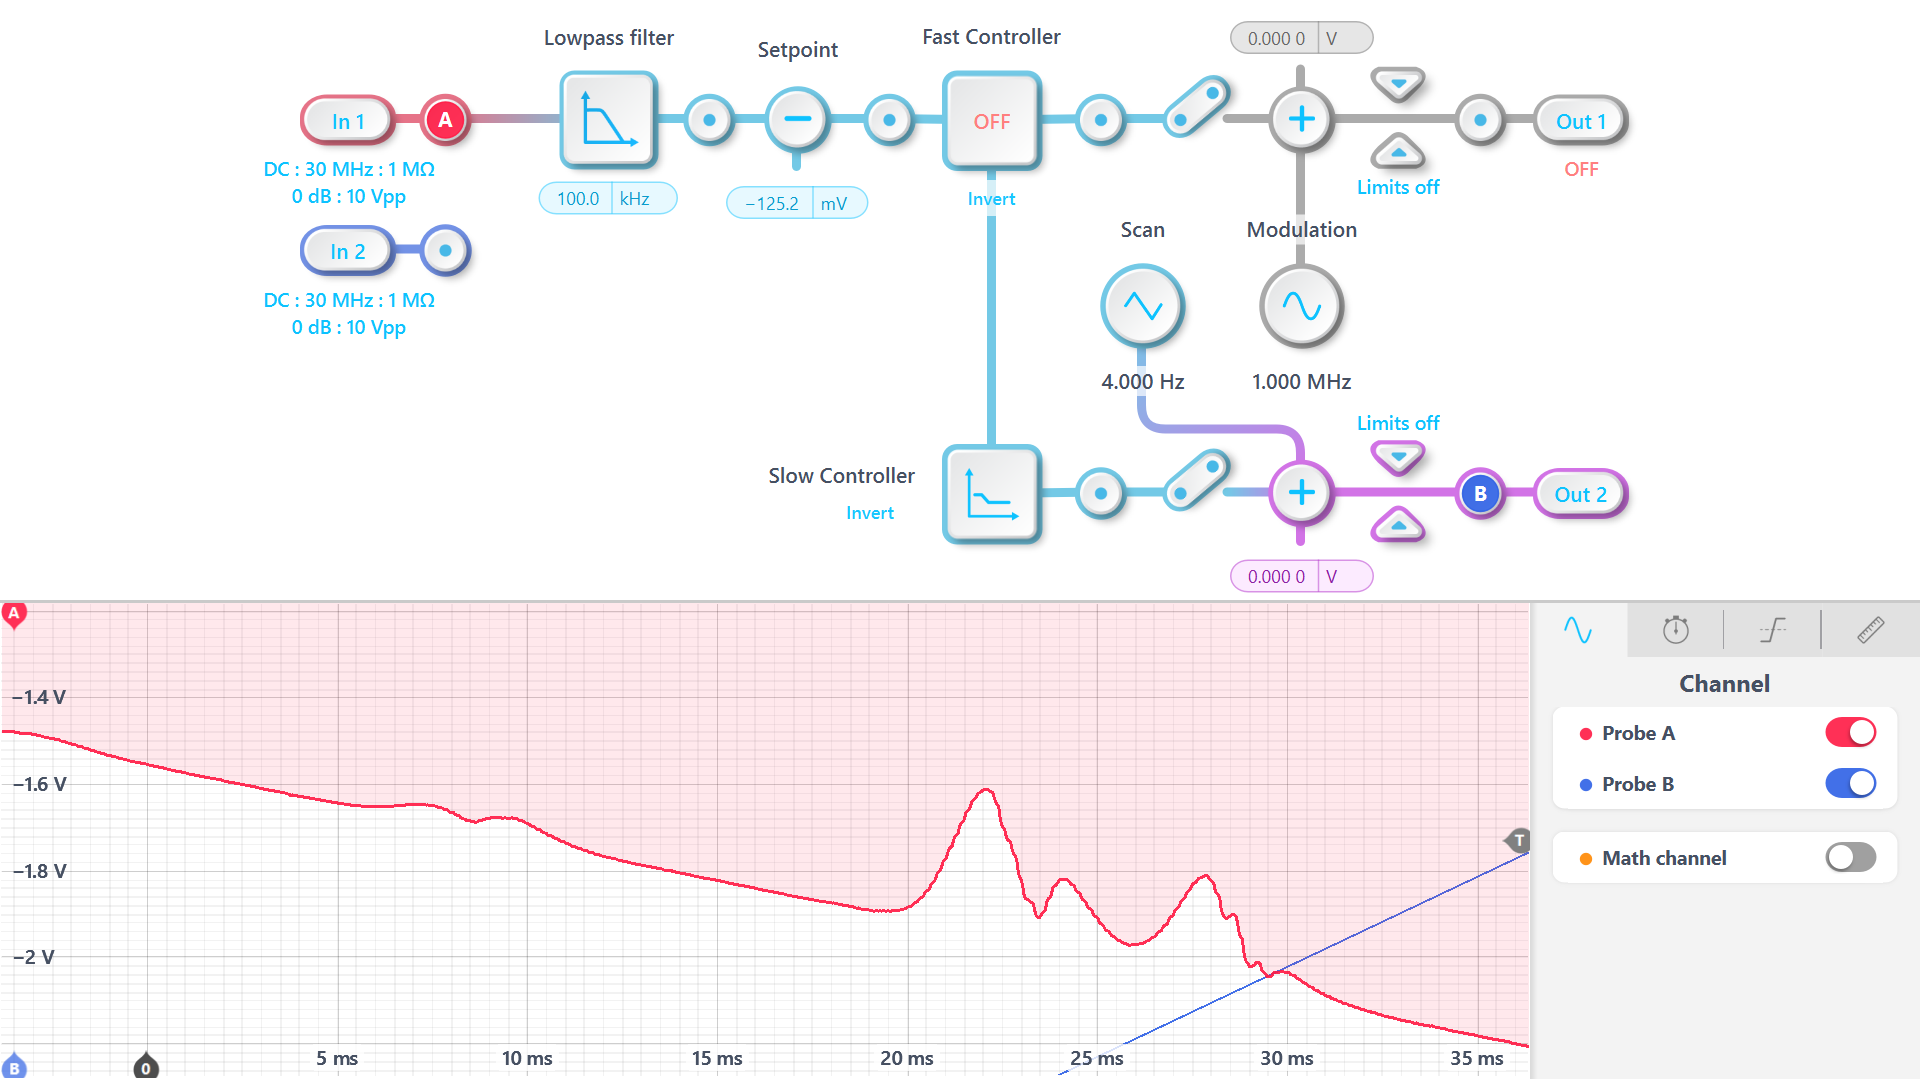 Lowpass filter
Setpoint
Fast Controller
0.000 0 V
In 1
A
OFF
Out 1
DC : 30 MHz : 1 MΩ
0 dB : 10 Vpp
100.0 kHz
−125.2 mV
Invert
Limits off
OFF
In 2
Scan
Modulation
DC : 30 MHz : 1 MΩ
0 dB : 10 Vpp
4.000 Hz
1.000 MHz
Limits off
Slow Controller
Invert
B
Out 2
0.000 0 V
A
−1.4 V
−1.6 V
−1.8 V
−2 V
T
B
0
5 ms
10 ms
15 ms
20 ms
25 ms
30 ms
35 ms
Channel
Probe A
Probe B
Math channel